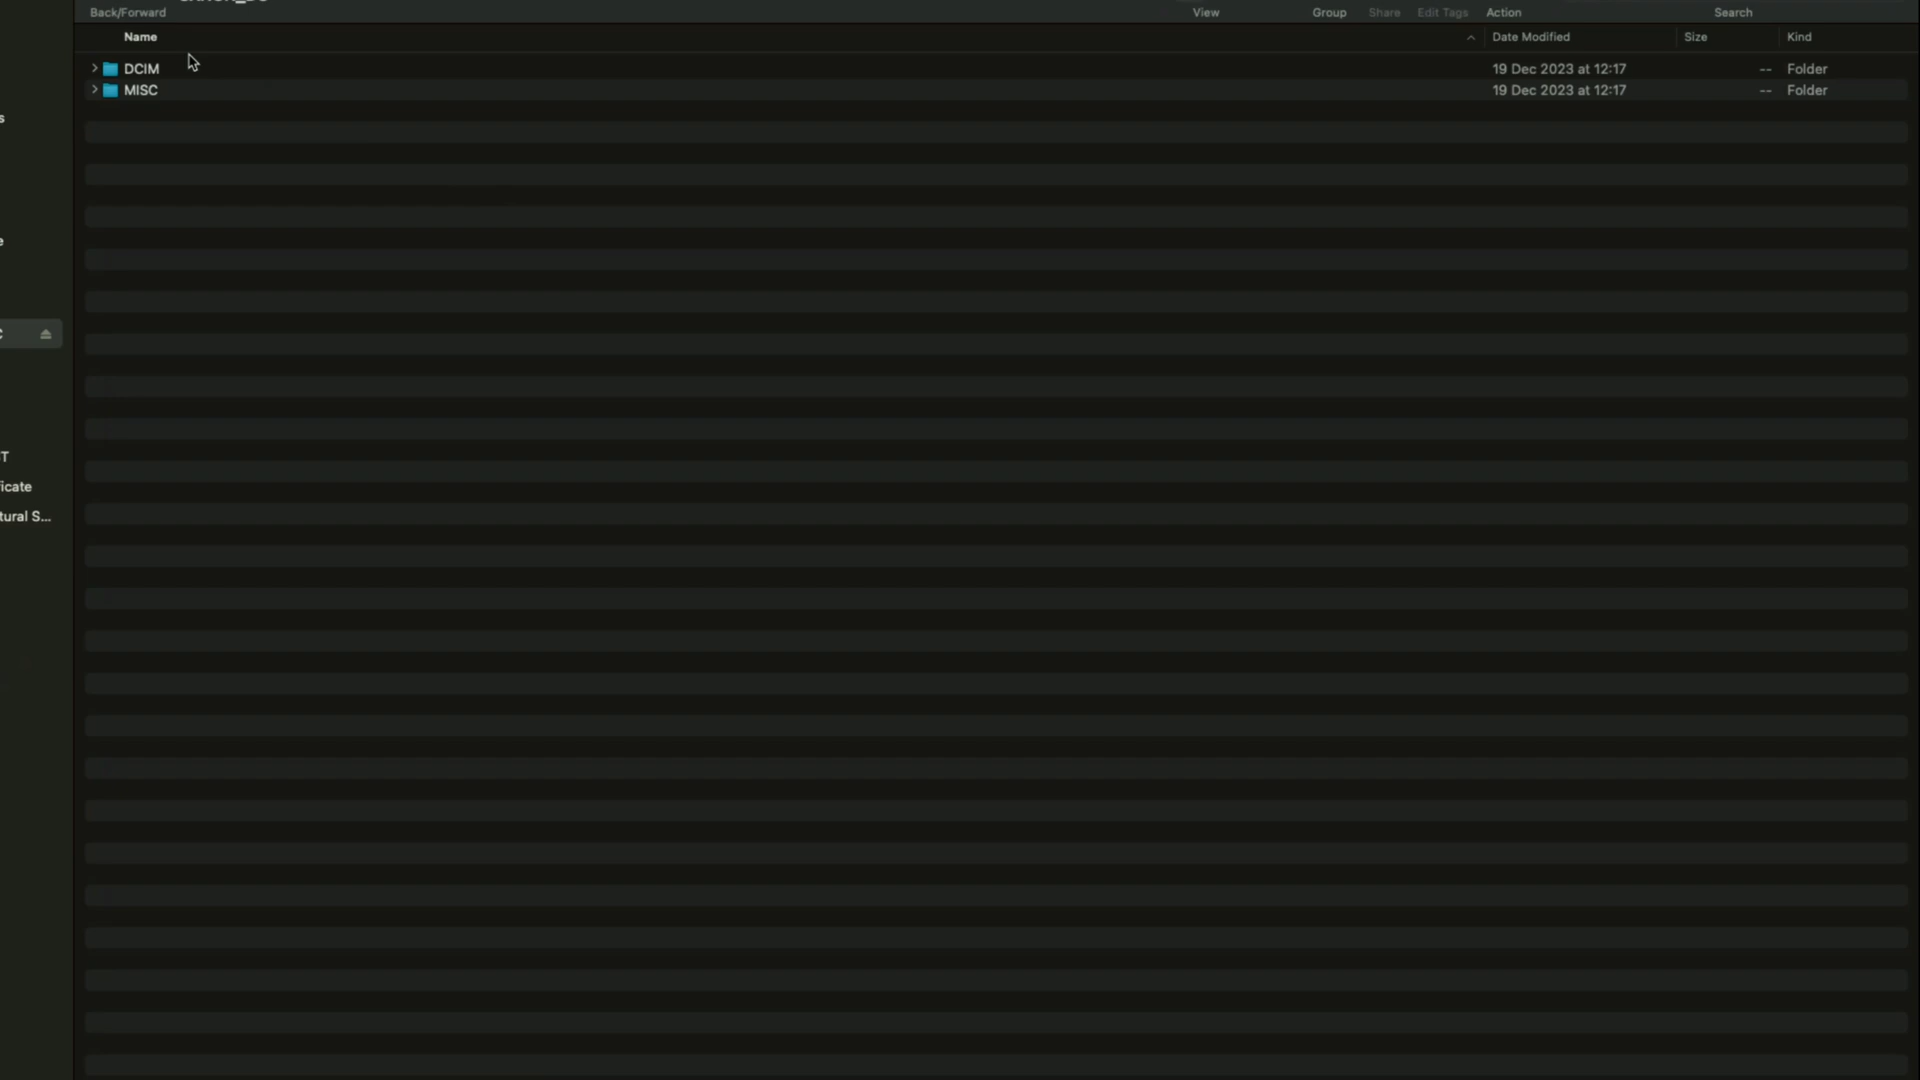 Back/Forward View Group Share Edit Tags Action Search
Name Date Modified Size Kind
DCIM 19 Dec 2023 at 12:17 -- Folder
MISC 19 Dec 2023 at 12:17 -- Folder
s
e
T
icate
tural S...